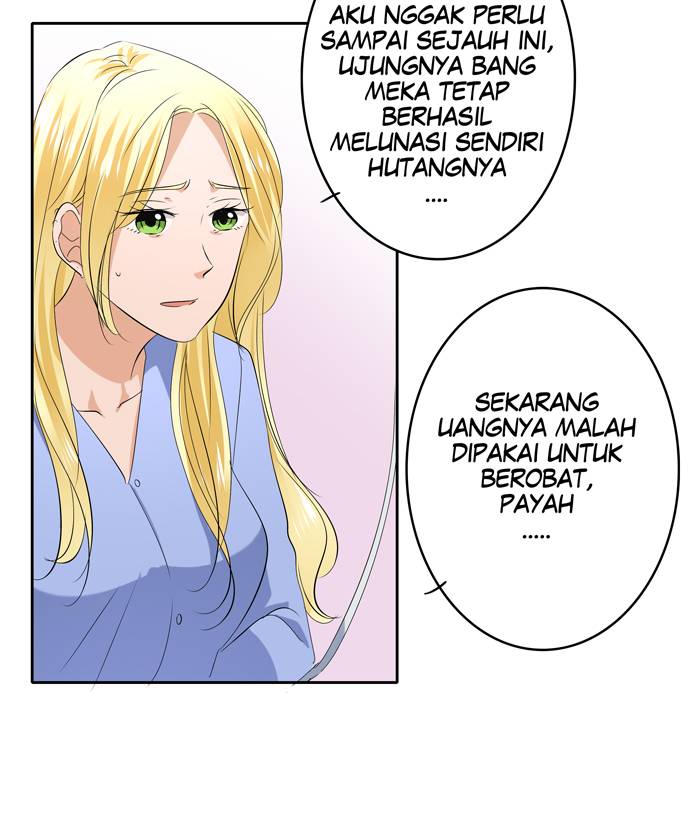 AKU NGGAK PERLU
SAMPAI SEJAUH INI,
UJUNGNYA BANG
MEKA TETAP
BERHASIL
MELUNASI SENDIRI
HUTANGNYA
....
SEKARANG
UANGNYA MALAH
DIPAKAI UNTUK
BEROBAT,
PAYAH
.....